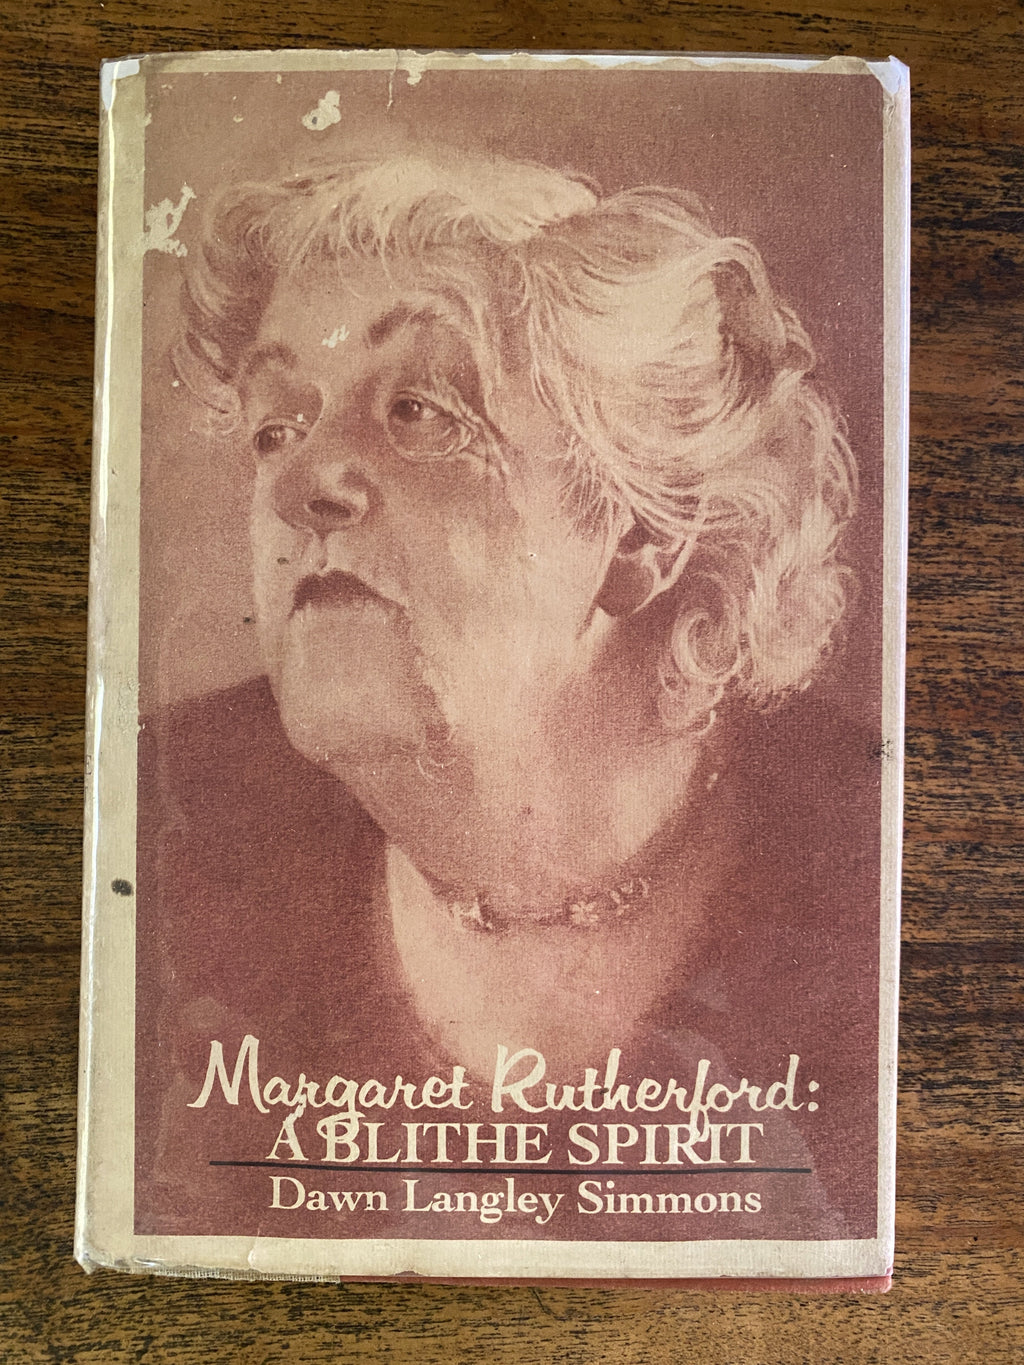 Margaret Rutherford:
A BLITHE SPIRIT
Dawn Langley Simmons